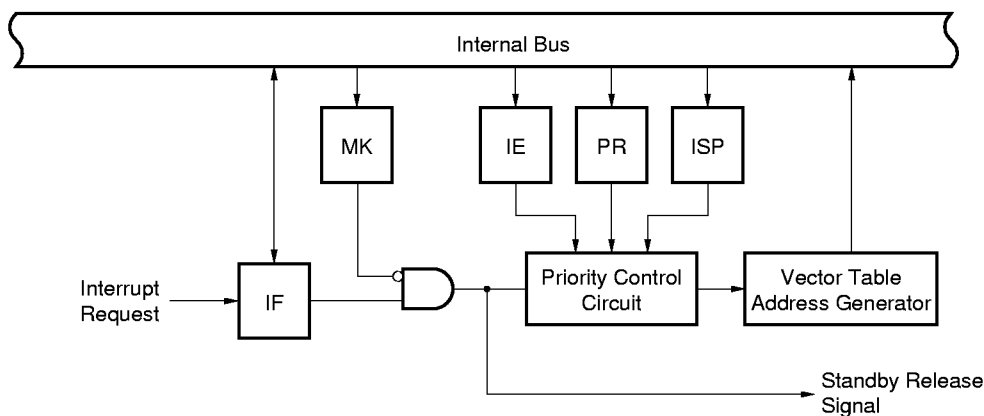 Internal Bus
MK
IE
PR
ISP
Interrupt
Request
IF
Priority Control
Circuit
Vector Table
Address Generator
Standby Release
Signal